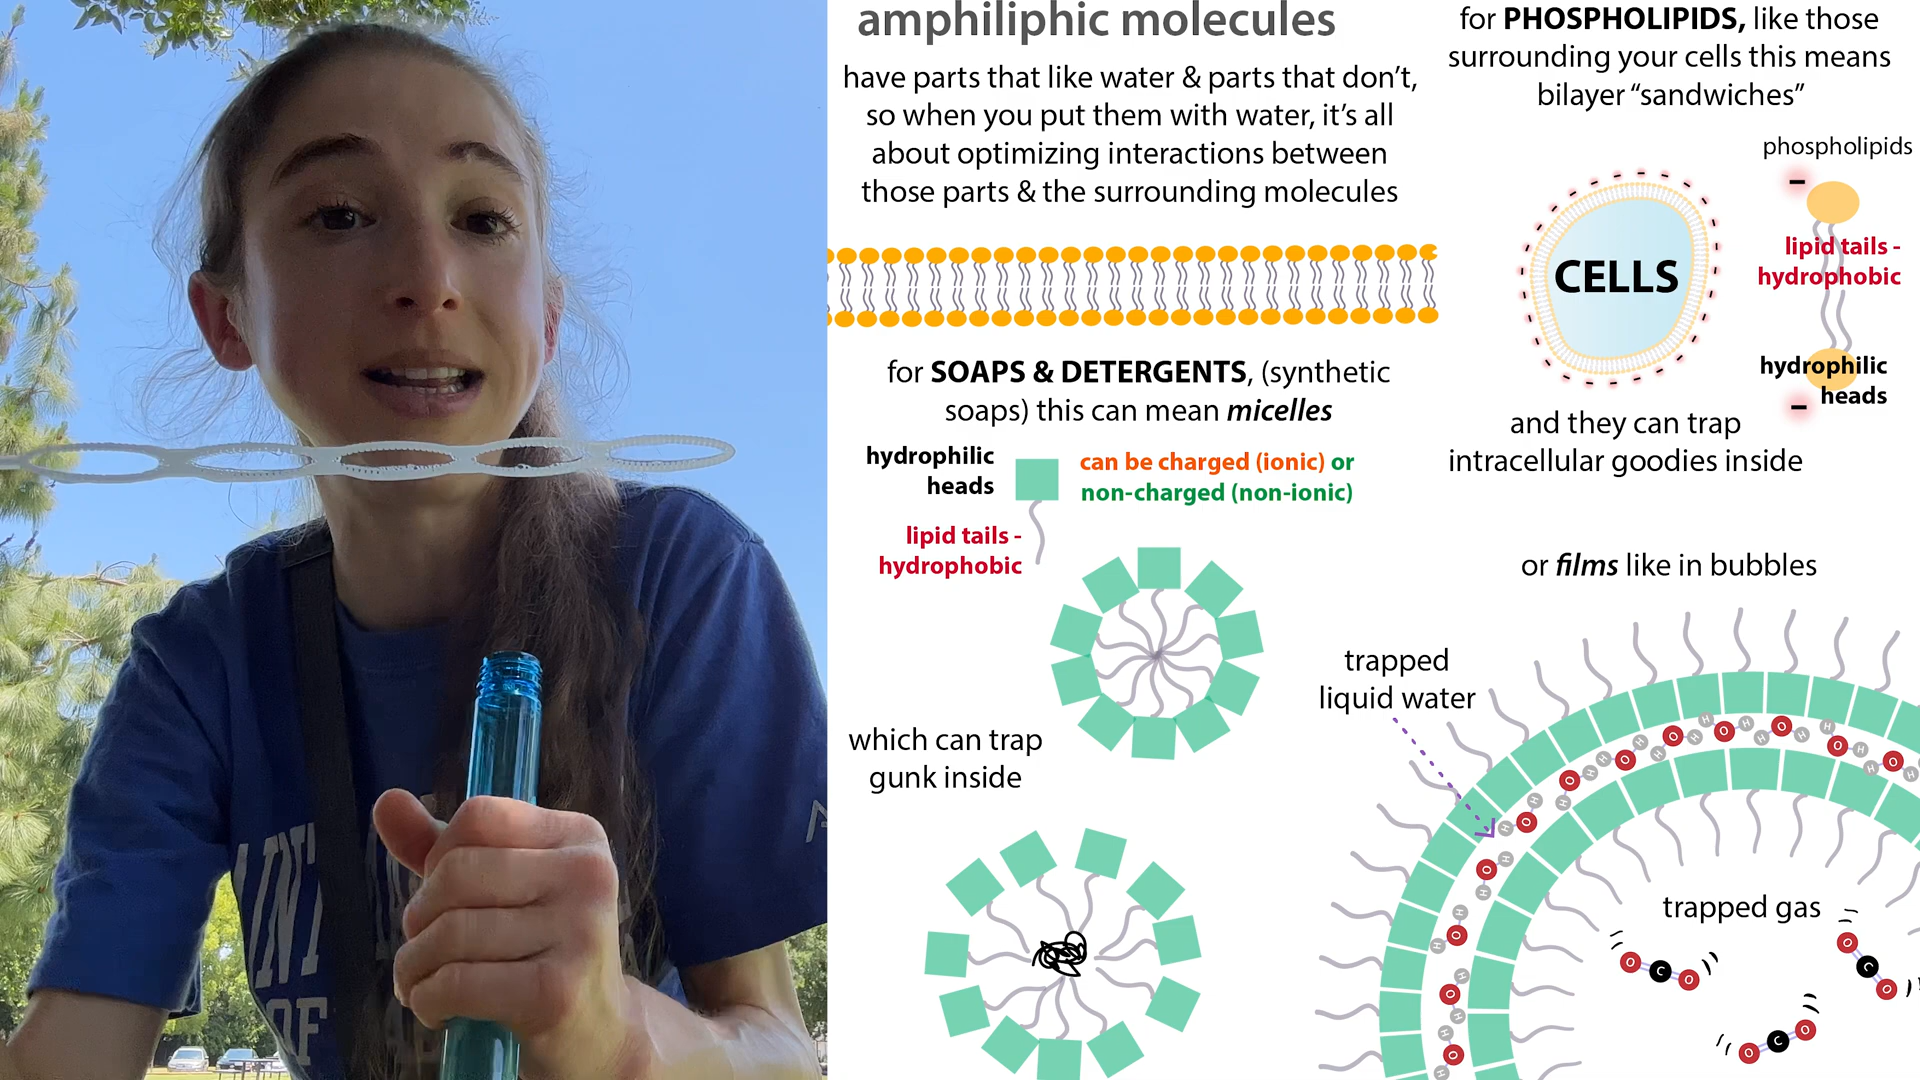 amphiliphic molecules
have parts that like water & parts that don't,
so when you put them with water, it's all
about optimizing interactions between
those parts & the surrounding molecules
for SOAPS & DETERGENTS, (synthetic
soaps) this can mean micelles
hydrophilic
heads
can be charged (ionic) or
non-charged (non-ionic)
lipid tails -
hydrophobic
which can trap
gunk inside
for PHOSPHOLIPIDS, like those
surrounding your cells this means
bilayer “sandwiches”
phospholipids
CELLS
lipid tails -
hydrophobic
hydrophilic
heads
and they can trap
intracellular goodies inside
or films like in bubbles
trapped
liquid water
trapped gas
O C O
O C O
O C O
OF